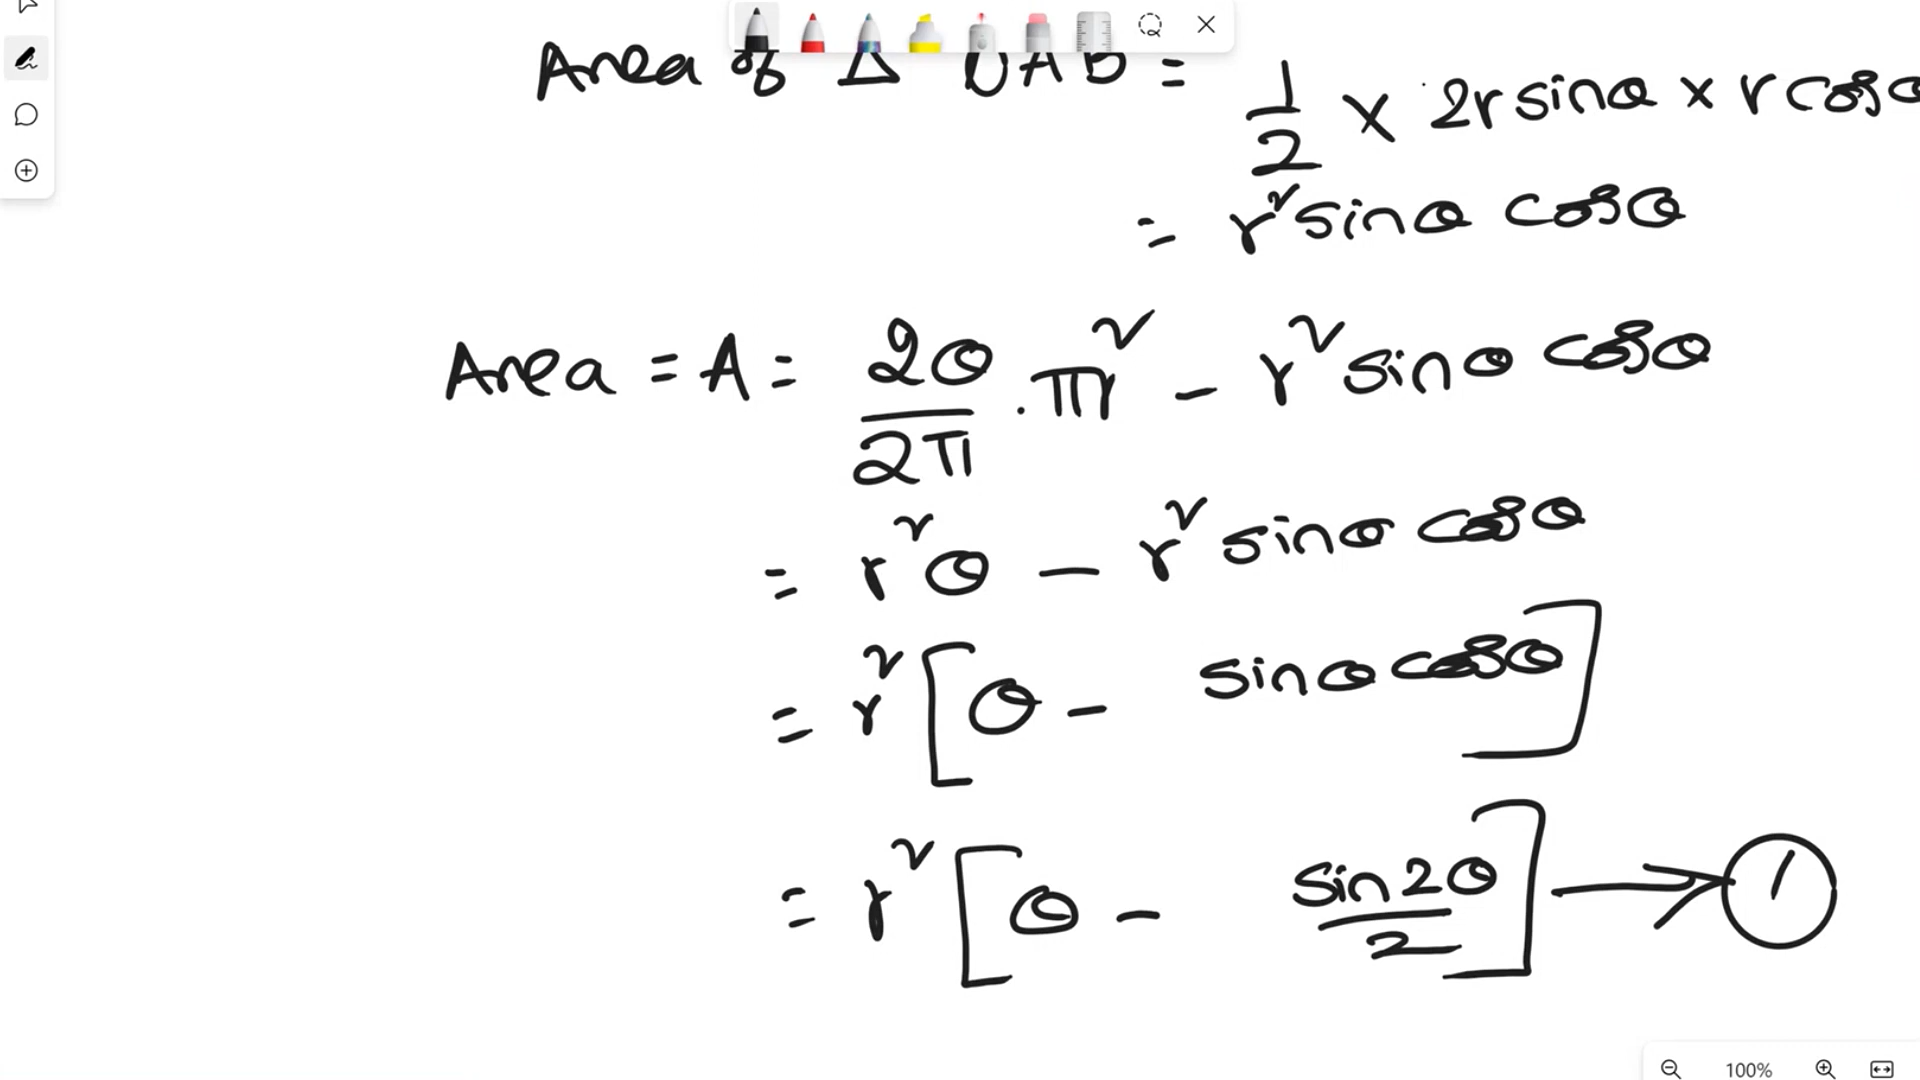 Area of Δ OAB = 1/2 × 2r sinθ × r cosθ
= r² sinθ cosθ
Area = A = 2θ/2π · πr² - r² sinθ cosθ
= r²θ - r² sinθ cosθ
= r² [θ - sinθ cosθ]
= r² [θ - sin2θ/2] → ①
100%